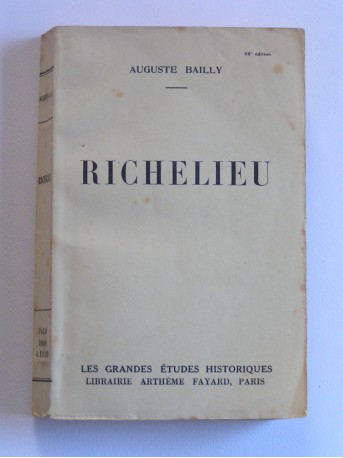 AUGUSTE BAILLY
RICHELIEU
LES GRANDES ÉTUDES HISTORIQUES
LIBRAIRIE ARTHÈME FAYARD, PARIS